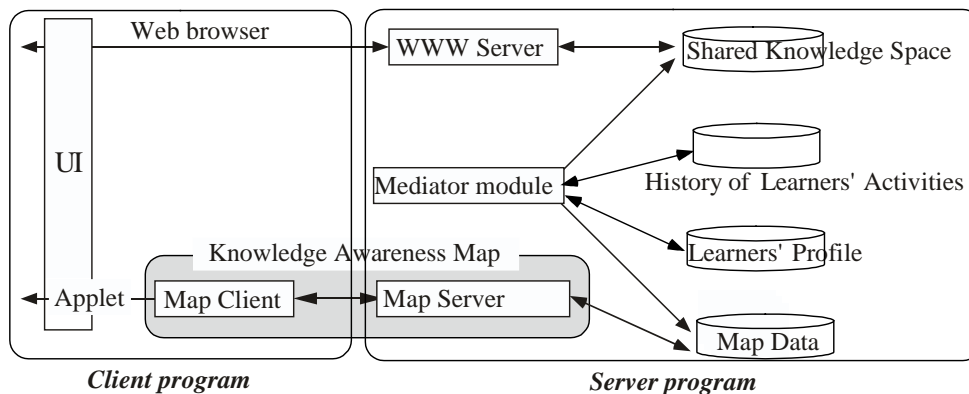 Web browser
WWW Server
Shared Knowledge Space
UI
Mediator module
History of Learners' Activities
Knowledge Awareness Map
Learners' Profile
Applet
Map Client
Map Server
Map Data
Client program
Server program